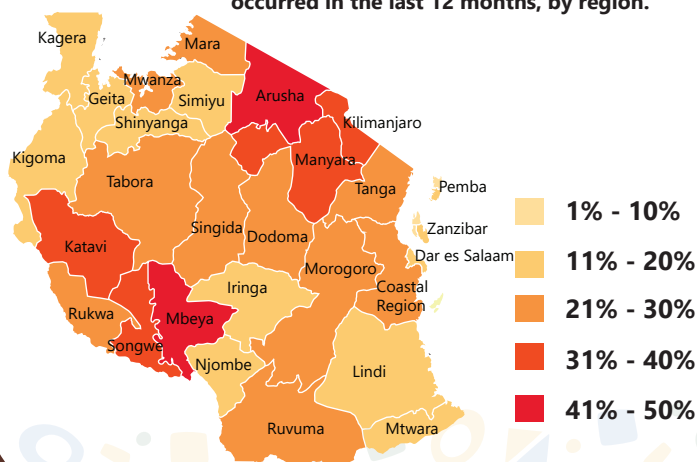 occurred in the last 12 months, by region.
Kagera
Mara
Mwanza
Geita
Simiyu
Arusha
Shinyanga
Kilimanjaro
Kigoma
Manyara
Tabora
Tanga
Pemba
Singida
Dodoma
Zanzibar
Katavi
Dar es Salaam
Morogoro
Iringa
Coastal
Region
Rukwa
Mbeya
Songwe
Njombe
Lindi
Ruvuma
Mtwara
1% - 10%
11% - 20%
21% - 30%
31% - 40%
41% - 50%